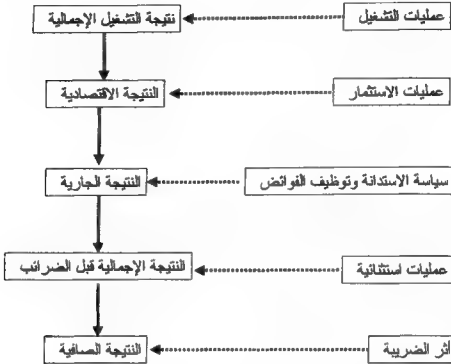 عمليات التشغيل
نتيجة التشغيل الإجمالية
عمليات الاستثمار
النتيجة الاقتصادية
سياسة الاستدانة وتوظيف الفوائض
النتيجة الجارية
عمليات استثنائية
النتيجة الإجمالية قبل الضرائب
أثر الضريبة
النتيجة الصافية